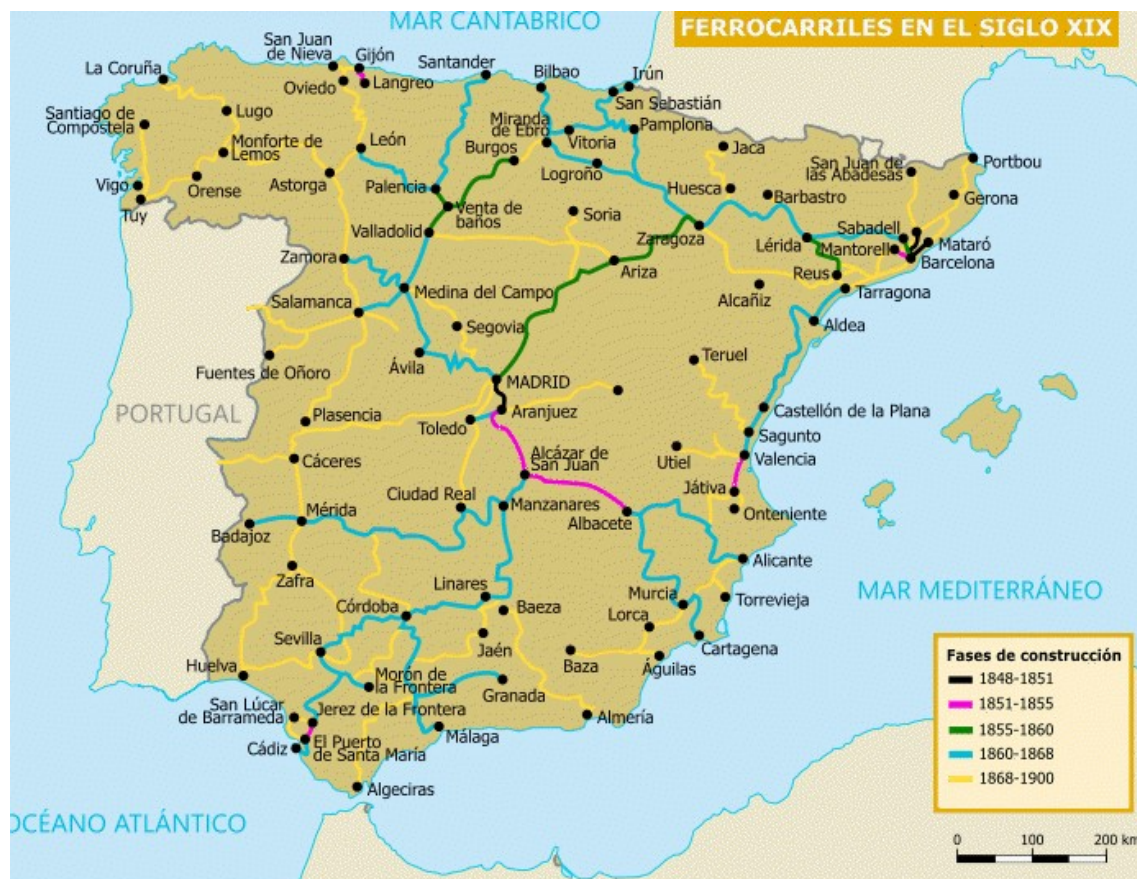 MAR CANTÁBRICO
FERROCARRILES EN EL SIGLO XIX
San Juan
de Nieva
Gijón
La Coruña
Santander
Bilbao
Irún
Oviedo
Langreo
San Sebastián
Lugo
Santiago de
Compostela
Miranda
de Ebro
Vitoria
Pamplona
Monforte de
Lemos
León
Burgos
Jaca
San Juan de
las Abadesas
Portbou
Vigo
Orense
Astorga
Palencia
Logroño
Huesca
Barbastro
Gerona
Tuy
Venta de
baños
Soria
Valladolid
Zaragoza
Lérida
Sabadell
Mantorell
Mataró
Barcelona
Zamora
Ariza
Reus
Medina del Campo
Alcañiz
Tarragona
Salamanca
Segovia
Aldea
Fuentes de Oñoro
Ávila
Teruel
MADRID
PORTUGAL
Plasencia
Toledo
Aranjuez
Castellón de la Plana
Sagunto
Cáceres
Alcázar de
San Juan
Utiel
Valencia
Ciudad Real
Manzanares
Játiva
Mérida
Albacete
Onteniente
Badajoz
Alicante
Zafra
Linares
MAR MEDITERRÁNEO
Córdoba
Baeza
Murcia
Torrevieja
Lorca
Sevilla
Jaén
Baza
Cartagena
Huelva
Morón de
la Frontera
Granada
Águilas
San Lúcar
de Barrameda
Jerez de la Frontera
Almería
Cádiz
El Puerto
de Santa María
Málaga
Algeciras
OCÉANO ATLÁNTICO
Fases de construcción
1848-1851
1851-1855
1855-1860
1860-1868
1868-1900
0 100 200 km